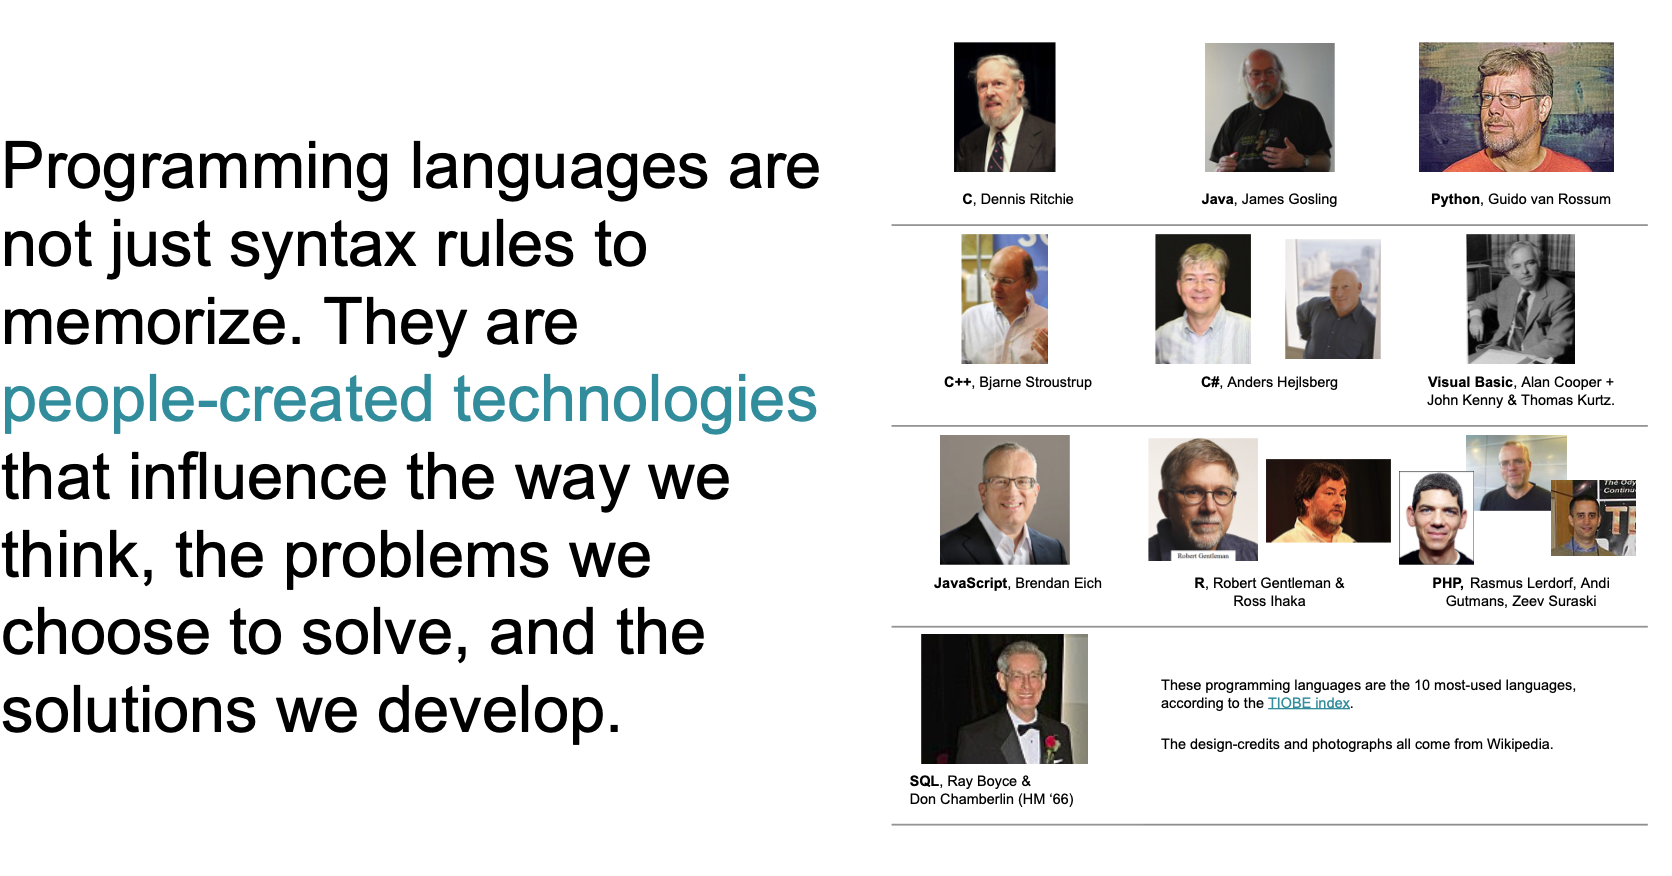 Programming languages are
not just syntax rules to
memorize. They are
people-created technologies
that influence the way we
think, the problems we
choose to solve, and the
solutions we develop.
C, Dennis Ritchie
Java, James Gosling
Python, Guido van Rossum
C++, Bjarne Stroustrup
C#, Anders Hejlsberg
Visual Basic, Alan Cooper +
John Kenny & Thomas Kurtz.
Robert Gentleman
The Ody
Continu
JavaScript, Brendan Eich
R, Robert Gentleman &
Ross Ihaka
PHP, Rasmus Lerdorf, Andi
Gutmans, Zeev Suraski
SQL, Ray Boyce &
Don Chamberlin (HM ‘66)
These programming languages are the 10 most-used languages,
according to the TIOBE index.
The design-credits and photographs all come from Wikipedia.